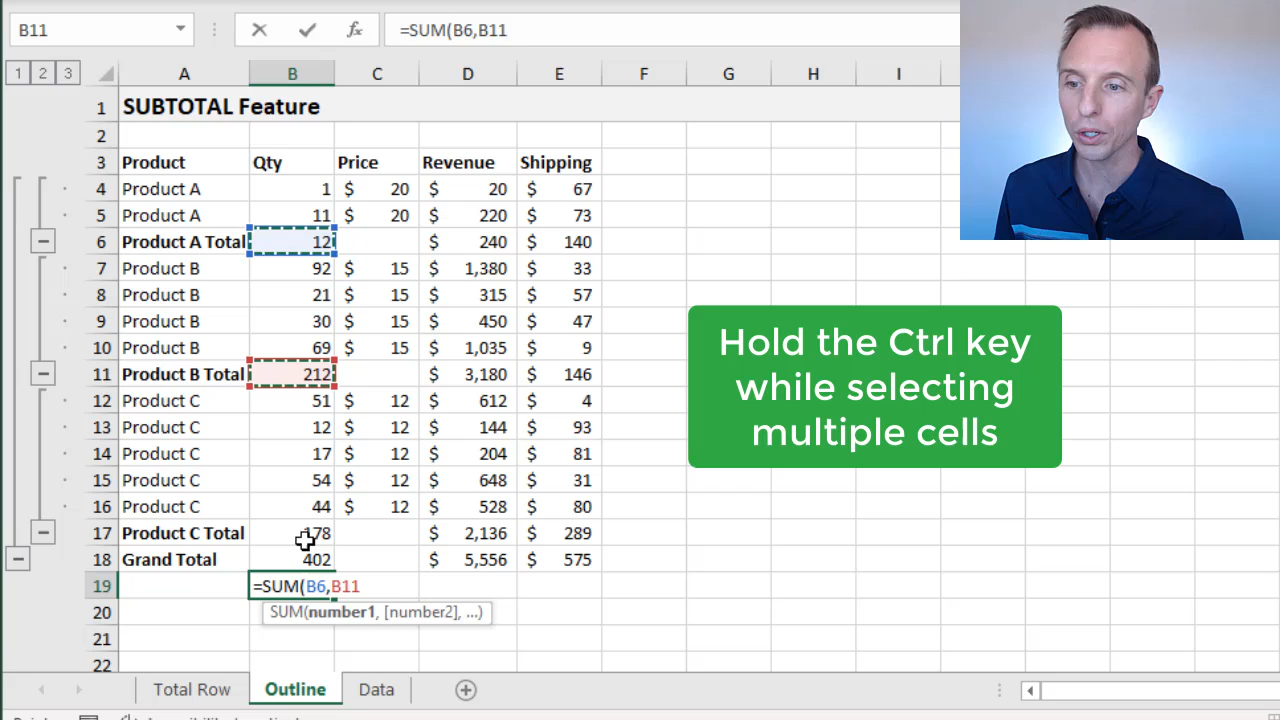 B11 =SUM(B6,B11
1 2 3 A B C D E F G H I
1 SUBTOTAL Feature
2
3 Product Qty Price Revenue Shipping
4 Product A 1 $ 20 $ 20 $ 67
5 Product A 11 $ 20 $ 220 $ 73
6 Product A Total 12 $ 240 $ 140
7 Product B 92 $ 15 $ 1,380 $ 33
8 Product B 21 $ 15 $ 315 $ 57
9 Product B 30 $ 15 $ 450 $ 47
10 Product B 69 $ 15 $ 1,035 $ 9
11 Product B Total 212 $ 3,180 $ 146
12 Product C 51 $ 12 $ 612 $ 4
13 Product C 12 $ 12 $ 144 $ 93
14 Product C 17 $ 12 $ 204 $ 81
15 Product C 54 $ 12 $ 648 $ 31
16 Product C 44 $ 12 $ 528 $ 80
17 Product C Total 178 $ 2,136 $ 289
18 Grand Total 402 $ 5,556 $ 575
19 =SUM(B6,B11
20 SUM(number1, [number2], ...)
21
22
Hold the Ctrl key
while selecting
multiple cells
Total Row Outline Data